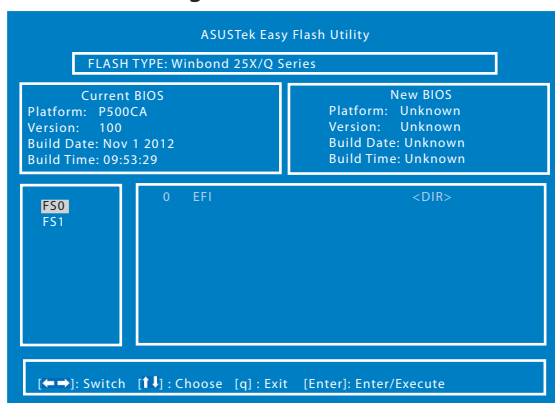 ASUSTek Easy Flash Utility
FLASH TYPE: Winbond 25X/Q Series
Current BIOS
Platform: P500CA
Version: 100
Build Date: Nov 1 2012
Build Time: 09:53:29
New BIOS
Platform: Unknown
Version: Unknown
Build Date: Unknown
Build Time: Unknown
FS0
FS1
0 EFI <DIR>
[←→]: Switch [↑↓] : Choose [q] : Exit [Enter]: Enter/Execute